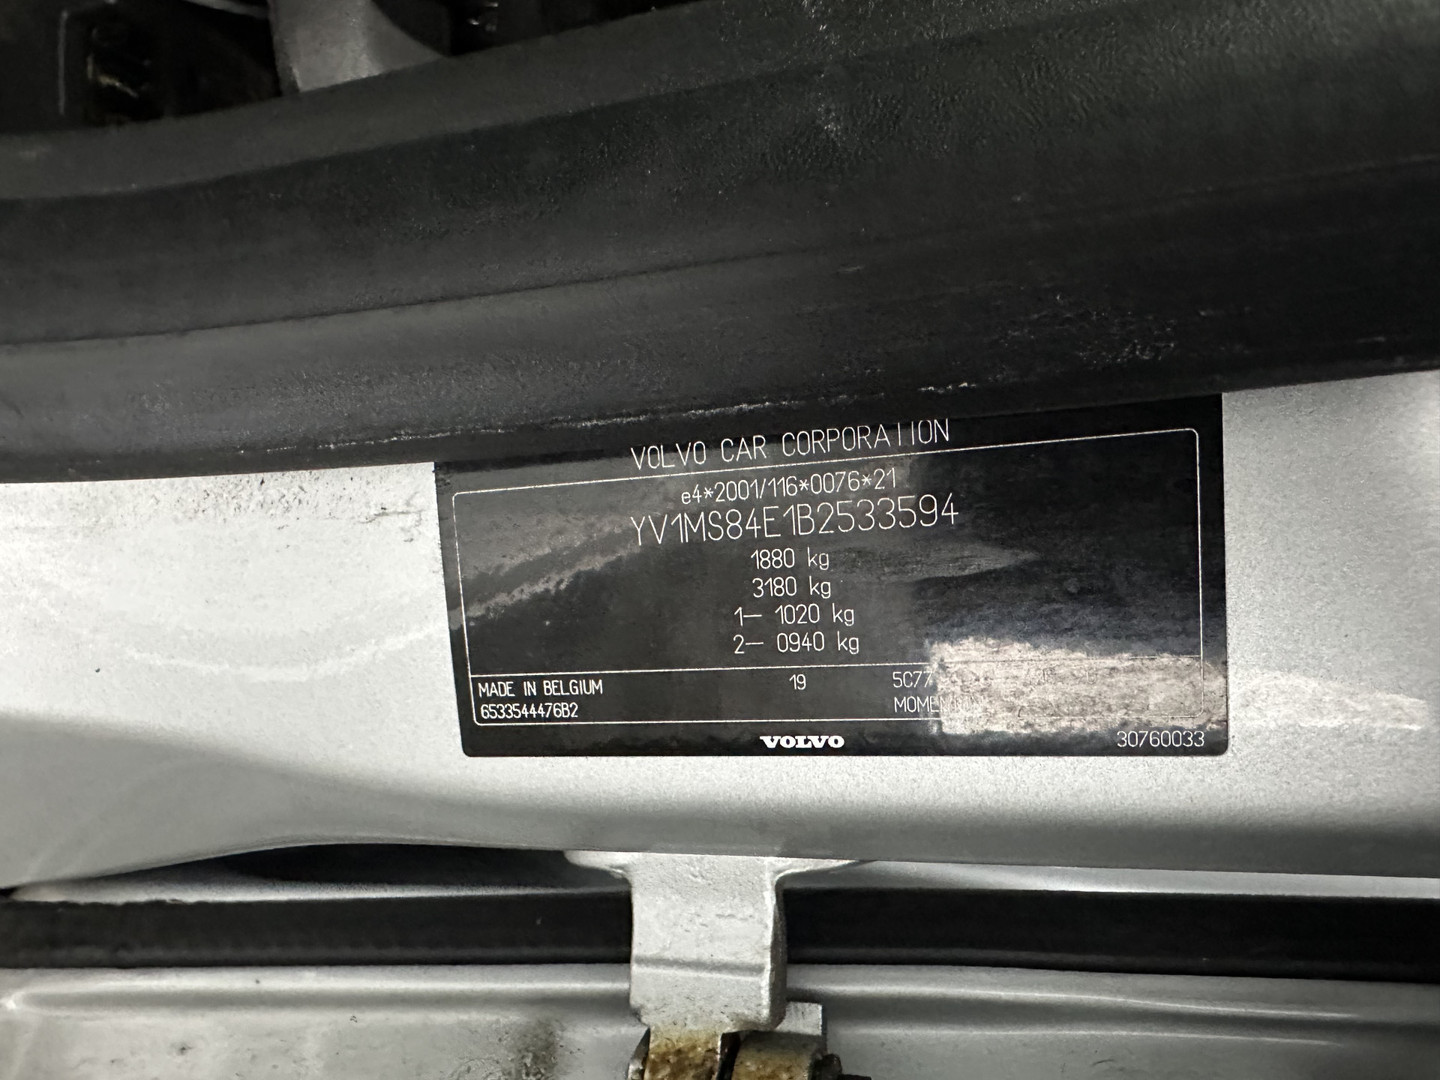 VOLVO CAR CORPORATION
e4*2001/116*0076*21
YV1MS84E1B2533594
1880 kg
3180 kg
1— 1020 kg
2— 0940 kg
MADE IN BELGIUM 19 5C77
6533544476B2
VOLVO 30760033